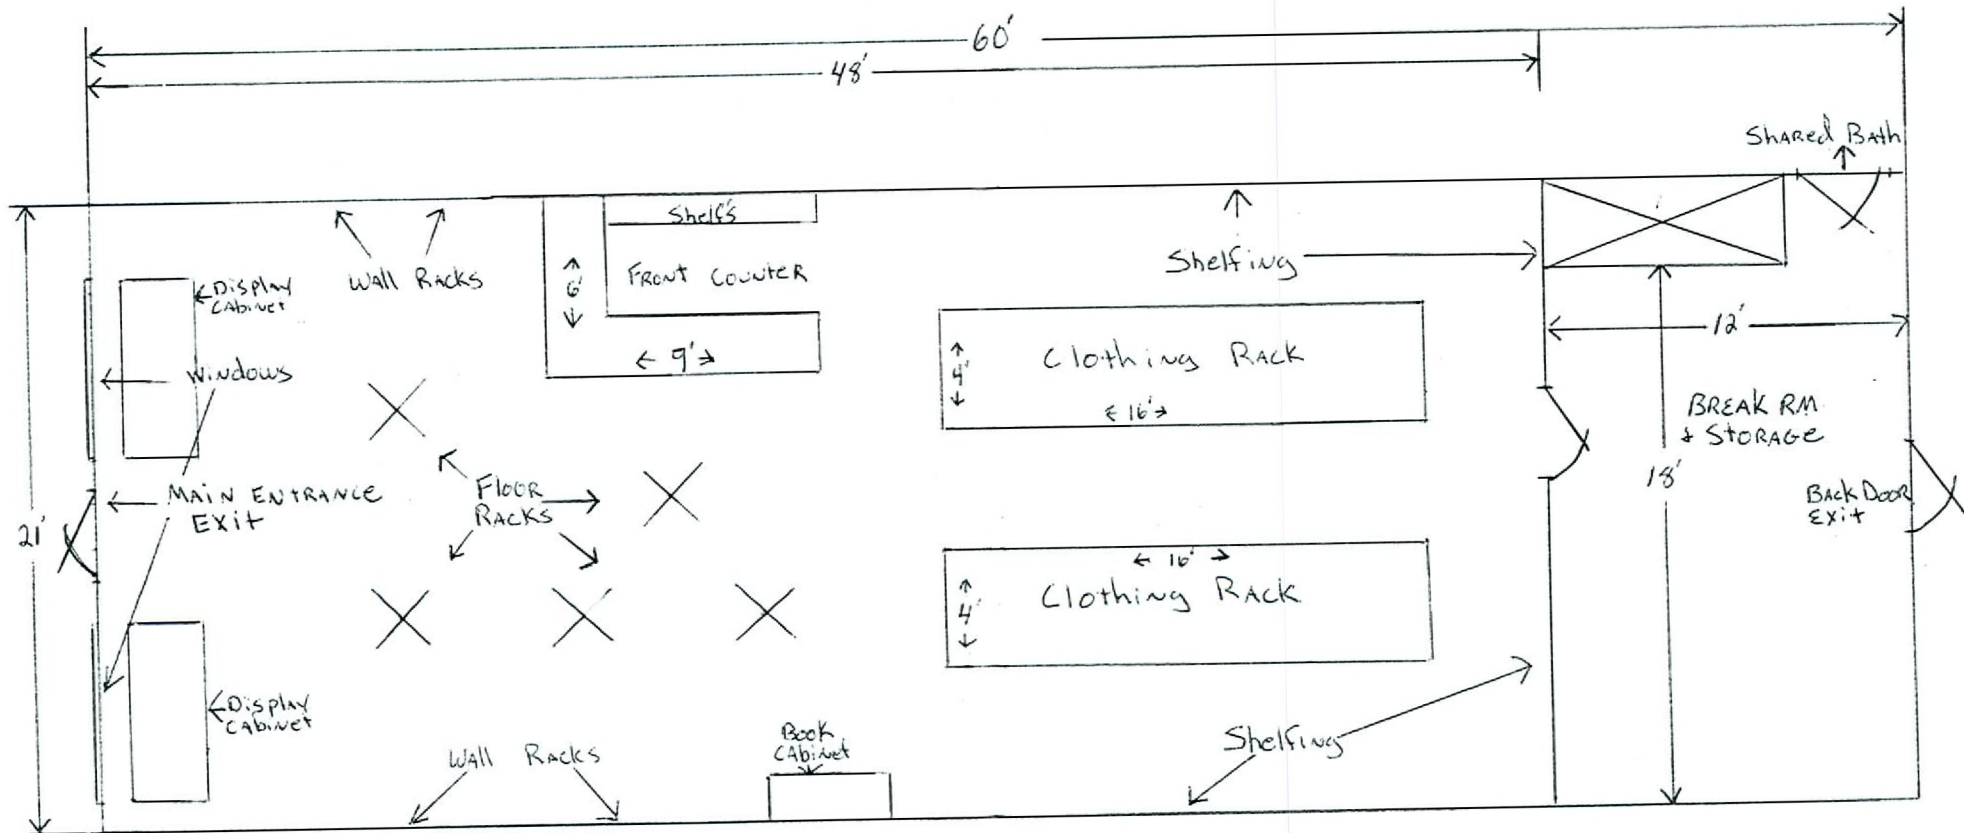 60'
48'
Shared Bath
Shelf's
Wall Racks
Shelfing
6'
Front Counter
Display
Cabinet
12'
9'
4'
Clothing Rack
16'
Windows
Break Rm
& Storage
18'
Main Entrance
Exit
Floor
Racks
Back Door
Exit
21'
16'
4'
Clothing Rack
Display
Cabinet
Wall Racks
Book
Cabinet
Shelfing